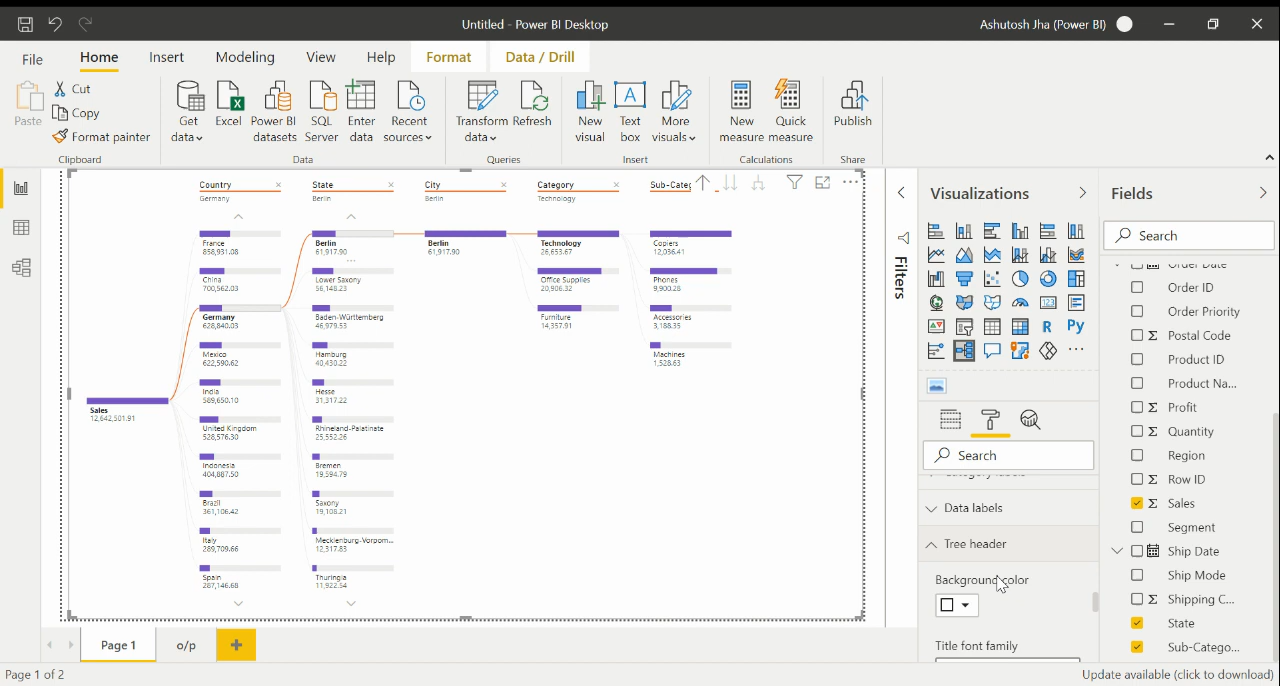 Untitled - Power BI Desktop
Ashutosh Jha (Power BI)
File Home Insert Modeling View Help Format Data / Drill
Paste
Cut
Copy
Format painter
Clipboard
Get data
Excel
Power BI datasets
SQL Server
Enter data
Recent sources
Data
Transform data
Refresh
Queries
New visual
Text box
More visuals
Insert
New measure
Quick measure
Calculations
Publish
Share
Country
Germany
State
Berlin
City
Berlin
Category
Technology
Sub-Categ
Sales
12,642,501.91
France
858,931.08
China
700,562.03
Germany
628,840.03
Mexico
622,590.62
India
589,650.10
United Kingdom
528,576.30
Indonesia
404,887.50
Brazil
361,106.42
Italy
289,709.66
Spain
287,146.68
Berlin
61,917.90
Lower Saxony
56,148.23
Baden-Württemberg
46,979.53
Hamburg
40,430.22
Hesse
31,317.22
Rhineland-Palatinate
25,552.26
Bremen
19,594.79
Saxony
19,108.21
Mecklenburg-Vorpom...
12,317.83
Thuringia
11,922.54
Berlin
61,917.90
Technology
26,653.67
Office Supplies
20,906.32
Furniture
14,357.91
Copiers
12,036.41
Phones
9,900.28
Accessories
3,188.35
Machines
1,528.63
Filters
Visualizations
Search
Category labels
Data labels
Tree header
Background color
Title font family
Fields
Search
Order Date
Order ID
Order Priority
Postal Code
Product ID
Product Na...
Profit
Quantity
Region
Row ID
Sales
Segment
Ship Date
Ship Mode
Shipping C...
State
Sub-Catego...
R
Py
123
Page 1
o/p
Page 1 of 2
Update available (click to download)